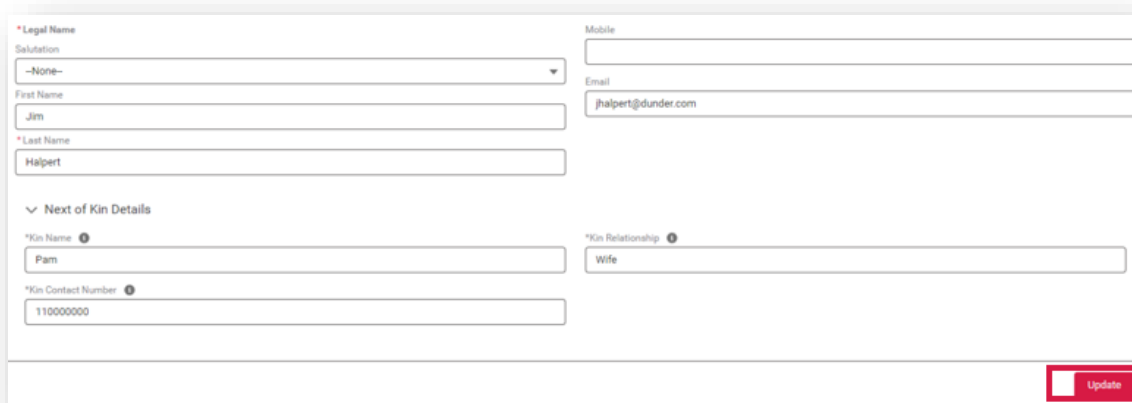 *Legal Name
Salutation
--None--
First Name
Jim
*Last Name
Halpert
Mobile
Email
jhalpert@dunder.com
Next of Kin Details
*Kin Name
Pam
*Kin Relationship
Wife
*Kin Contact Number
110000000
Update